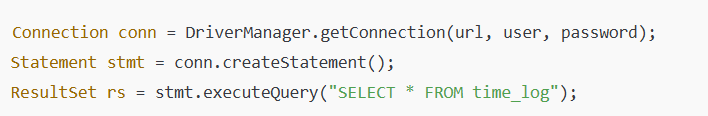 Connection conn = DriverManager.getConnection(url, user, password);
Statement stmt = conn.createStatement();
ResultSet rs = stmt.executeQuery("SELECT * FROM time_log");